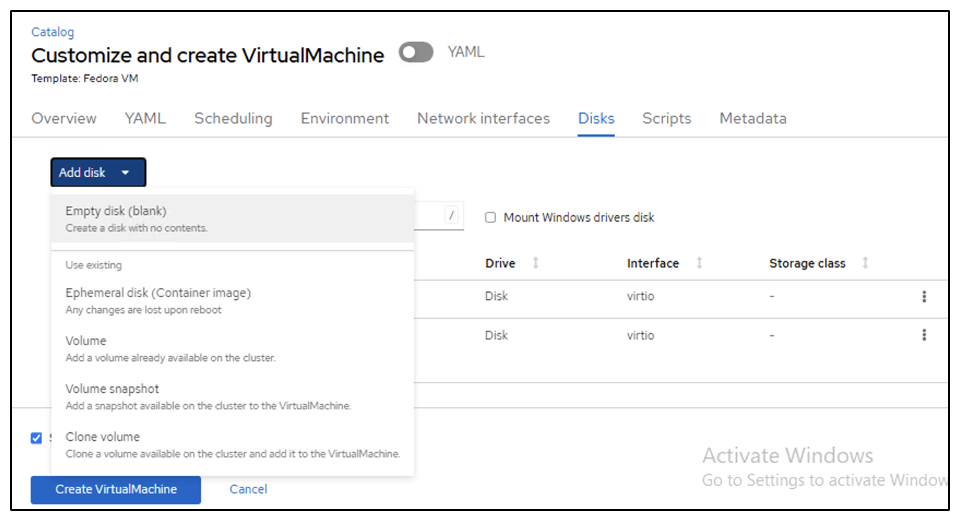 Catalog
Customize and create VirtualMachine YAML
Template: Fedora VM
Overview YAML Scheduling Environment Network interfaces Disks Scripts Metadata
Add disk
Empty disk (blank)
Create a disk with no contents.
/ Mount Windows drivers disk
Use existing
Drive Interface Storage class
Ephemeral disk (Container image)
Any changes are lost upon reboot
Disk virtio -
Volume
Add a volume already available on the cluster.
Disk virtio -
Volume snapshot
Add a snapshot available on the cluster to the VirtualMachine.
Clone volume
Clone a volume available on the cluster and add it to the VirtualMachine.
Activate Windows
Go to Settings to activate Window
Create VirtualMachine Cancel